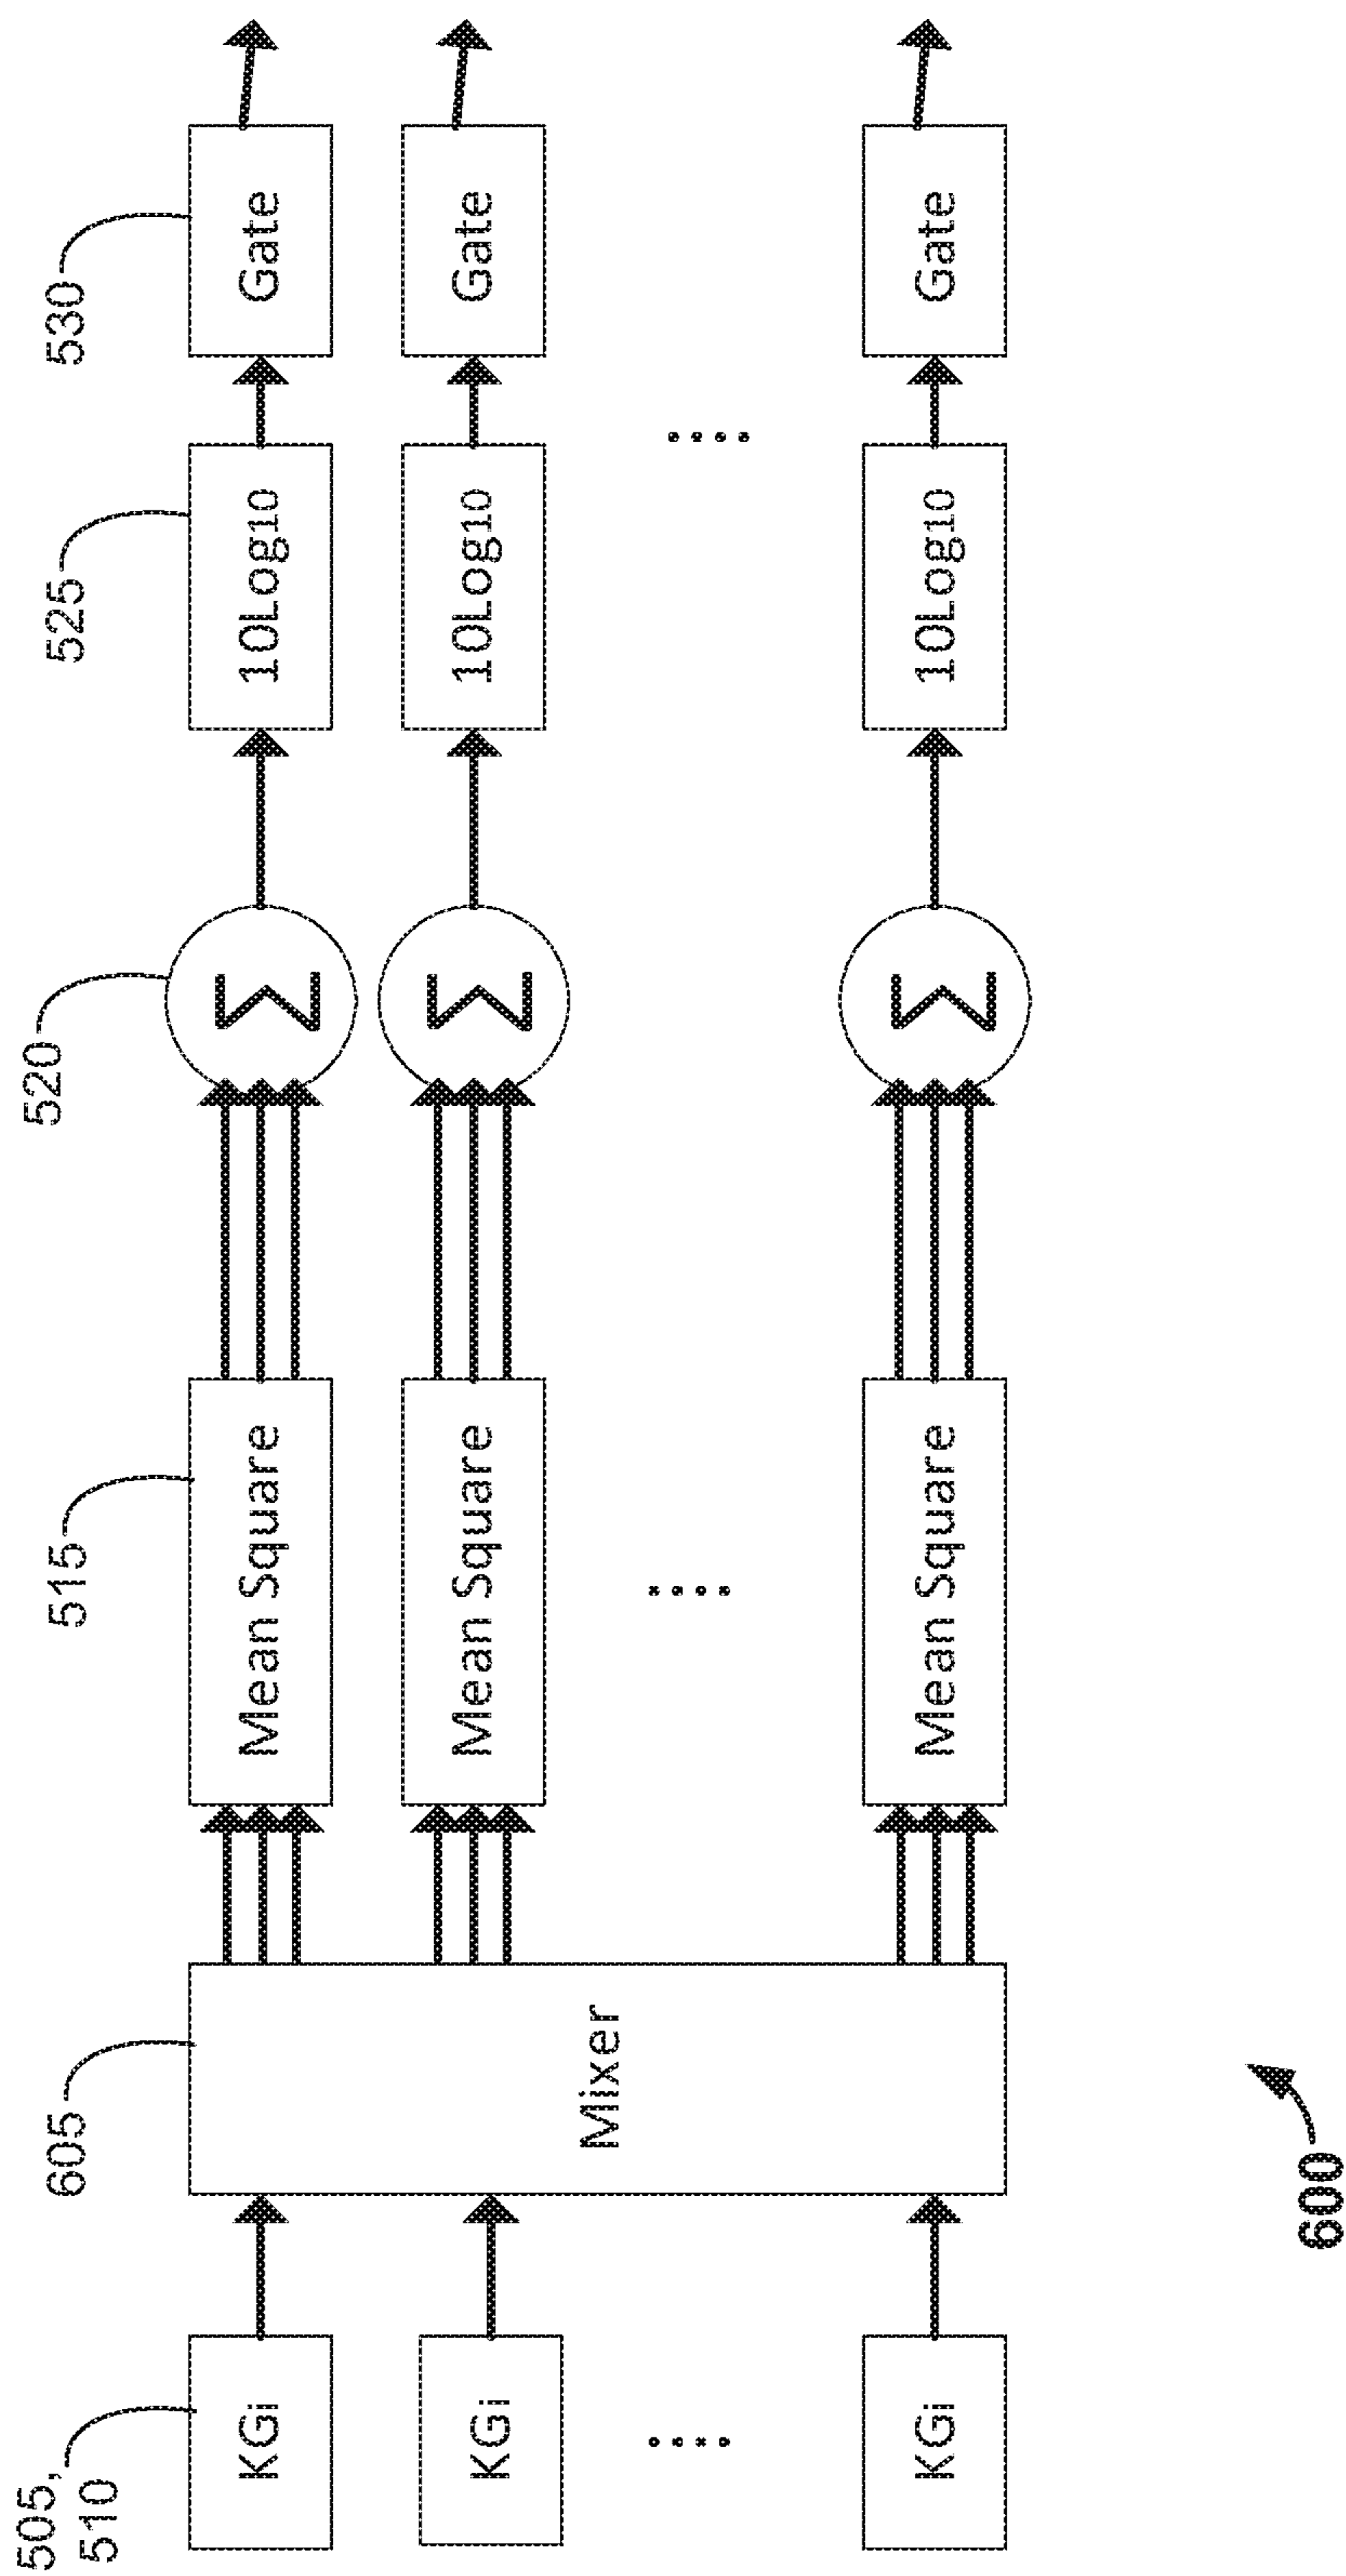 505,
510
605
515
520
525
530
KGi
Mixer
Mean Square
Σ
10Log10
Gate
KGi
Mean Square
Σ
10Log10
Gate
....
....
....
KGi
Mean Square
Σ
10Log10
Gate
600